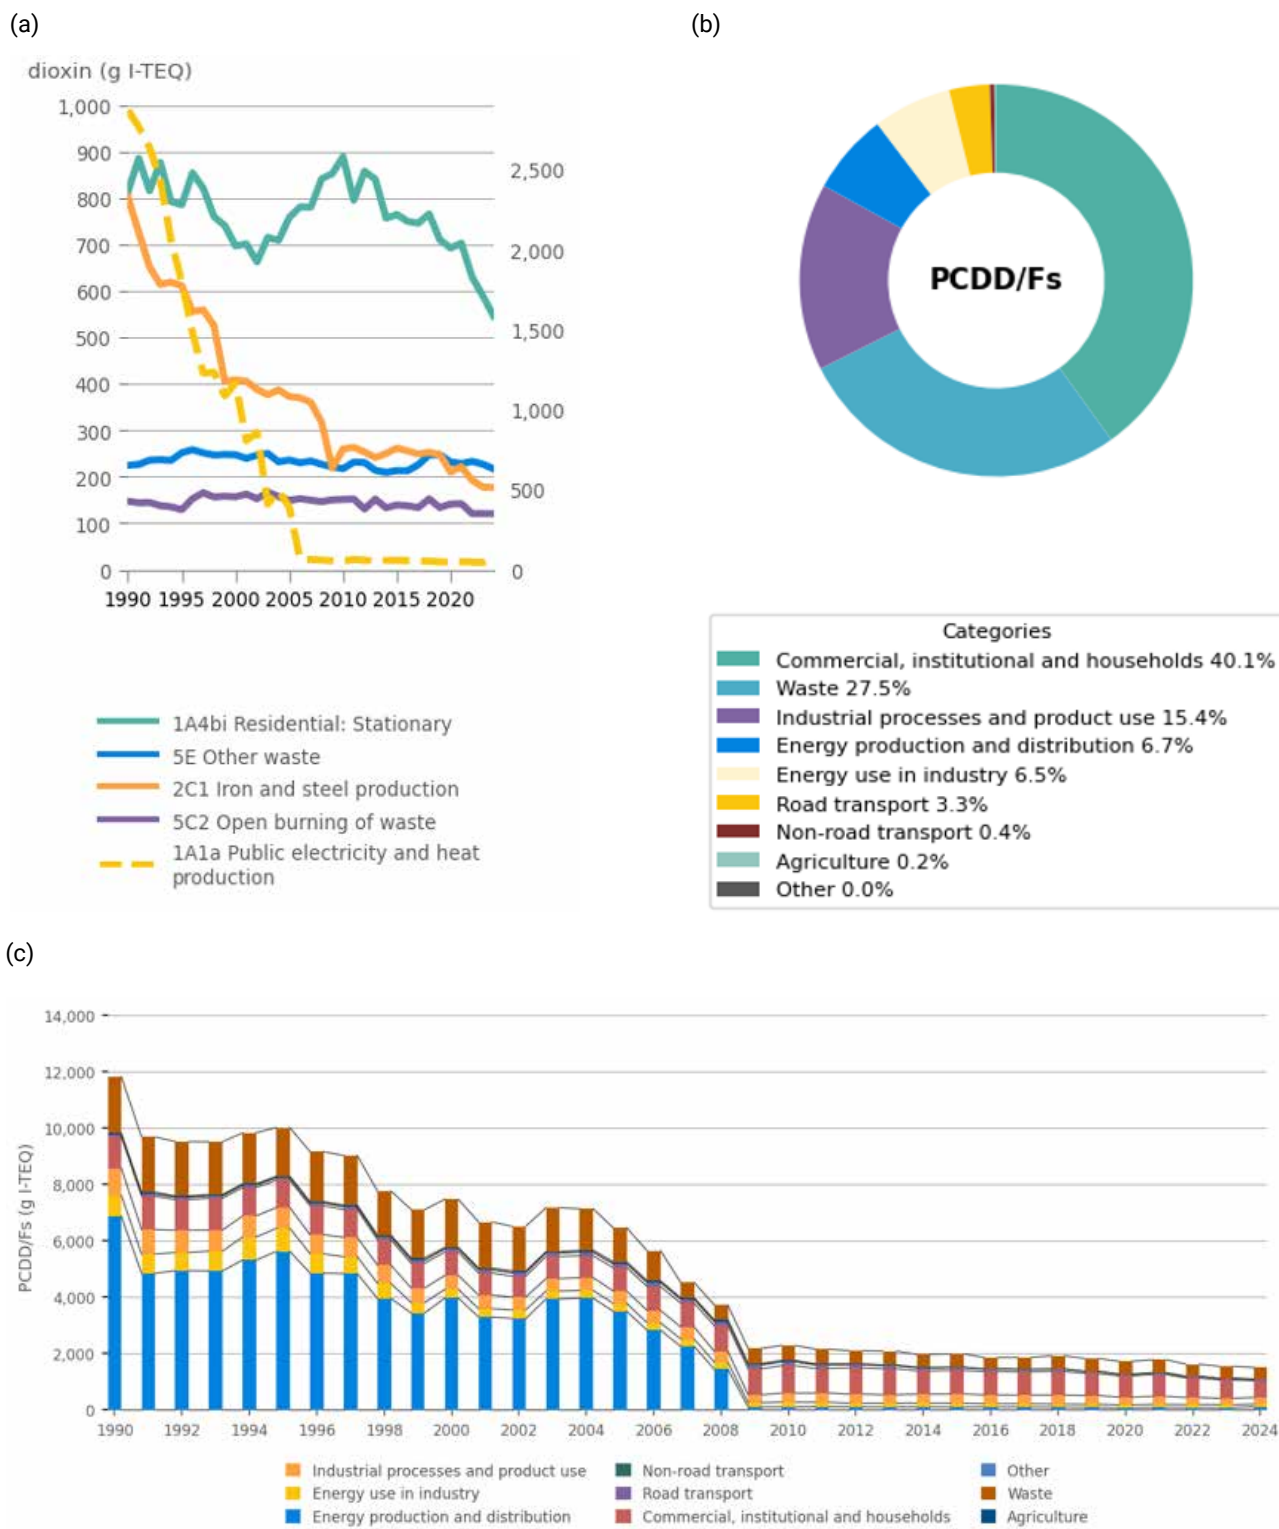 (a)
dioxin (g I-TEQ)
1,000
900
800
700
600
500
400
300
200
100
0
2,500
2,000
1,500
1,000
500
0
1990 1995 2000 2005 2010 2015 2020
1A4bi Residential: Stationary
5E Other waste
2C1 Iron and steel production
5C2 Open burning of waste
1A1a Public electricity and heat
production
(b)
PCDD/Fs
Categories
Commercial, institutional and households 40.1%
Waste 27.5%
Industrial processes and product use 15.4%
Energy production and distribution 6.7%
Energy use in industry 6.5%
Road transport 3.3%
Non-road transport 0.4%
Agriculture 0.2%
Other 0.0%
(c)
PCDD/Fs (g I-TEQ)
14,000
12,000
10,000
8,000
6,000
4,000
2,000
0
1990 1992 1994 1996 1998 2000 2002 2004 2006 2008 2010 2012 2014 2016 2018 2020 2022 2024
Industrial processes and product use
Energy use in industry
Energy production and distribution
Non-road transport
Road transport
Commercial, institutional and households
Other
Waste
Agriculture